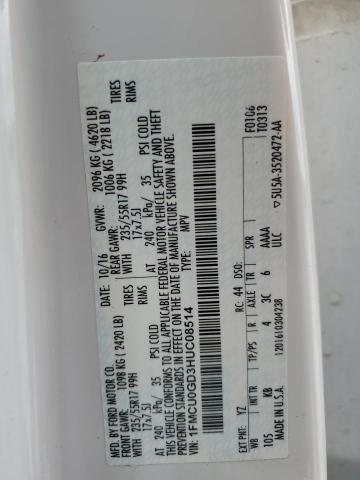 MFD. BY FORD MOTOR CO.
DATE: 10/16 GVWR: 2096 KG ( 4620 LB)
FRONT GAWR: 1098 KG (2420 LB) REAR GAWR: 1006 KG ( 2218 LB)
WITH 235/55R17 99H TIRES
17x7.5J RIMS
AT 240 kPa/ 35 PSI COLD
WITH 235/55R17 99H TIRES
17x7.5J RIMS
AT 240 kPa/ 35 PSI COLD
THIS VEHICLE CONFORMS TO ALL APPLICABLE FEDERAL MOTOR VEHICLE SAFETY AND THEFT
PREVENTION STANDARDS IN EFFECT ON THE DATE OF MANUFACTURE SHOWN ABOVE.
VIN: 1FMCU0GD3HUC08514
TYPE: MPV
F01G6
T0313
EXT PNT: YZ RC: 44 DSO:
WB INT TR TP/PS R AXLE TR SPR
105 KB 4 3C 6 AAAA
MADE IN U.S.A. 1201610304238 ULC
5U5A-3520472-AA